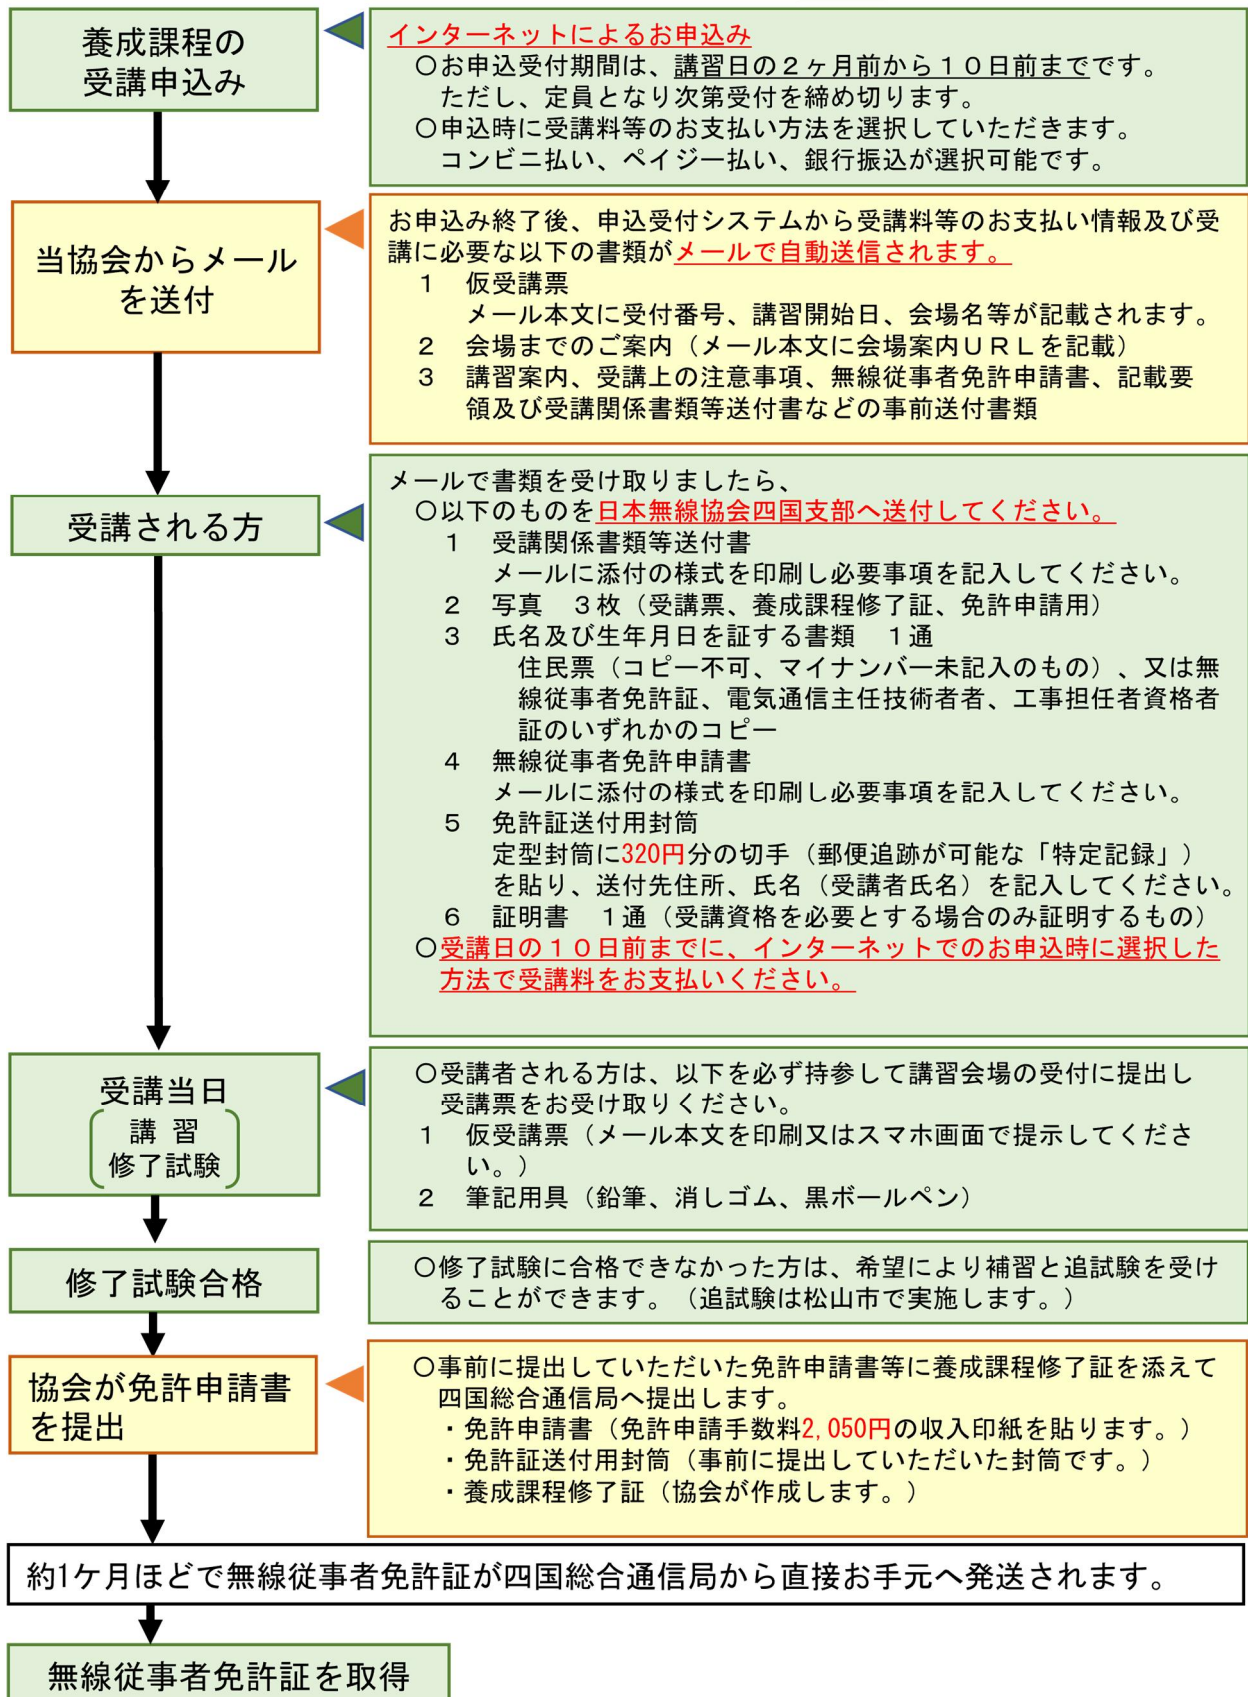 養成課程の
受講申込み
インターネットによるお申込み
〇お申込受付期間は、講習日の２ヶ月前から１０日前までです。
ただし、定員となり次第受付を締め切ります。
〇申込時に受講料等のお支払い方法を選択していただきます。
コンビニ払い、ペイジー払い、銀行振込が選択可能です。
当協会からメール
を送付
お申込み終了後、申込受付システムから受講料等のお支払い情報及び受
講に必要な以下の書類がメールで自動送信されます。
１　仮受講票
メール本文に受付番号、講習開始日、会場名等が記載されます。
２　会場までのご案内（メール本文に会場案内ＵＲＬを記載）
３　講習案内、受講上の注意事項、無線従事者免許申請書、記載要
領及び受講関係書類等送付書などの事前送付書類
受講される方
メールで書類を受け取りましたら、
〇以下のものを日本無線協会四国支部へ送付してください。
１　受講関係書類等送付書
メールに添付の様式を印刷し必要事項を記入してください。
２　写真　３枚（受講票、養成課程修了証、免許申請用）
３　氏名及び生年月日を証する書類　１通
住民票（コピー不可、マイナンバー未記入のもの）、又は無
線従事者免許証、電気通信主任技術者者、工事担任者資格者
証のいずれかのコピー
４　無線従事者免許申請書
メールに添付の様式を印刷し必要事項を記入してください。
５　免許証送付用封筒
定型封筒に320円分の切手（郵便追跡が可能な「特定記録」）
を貼り、送付先住所、氏名（受講者氏名）を記入してください。
６　証明書　１通（受講資格を必要とする場合のみ証明するもの）
〇受講日の１０日前までに、インターネットでのお申込時に選択した
方法で受講料をお支払いください。
受講当日
講 習
修了試験
〇受講者される方は、以下を必ず持参して講習会場の受付に提出し
受講票をお受け取りください。
１　仮受講票（メール本文を印刷又はスマホ画面で提示してくださ
い。）
２　筆記用具（鉛筆、消しゴム、黒ボールペン）
修了試験合格
〇修了試験に合格できなかった方は、希望により補習と追試験を受け
ることができます。（追試験は松山市で実施します。）
協会が免許申請書
を提出
〇事前に提出していただいた免許申請書等に養成課程修了証を添えて
四国総合通信局へ提出します。
・免許申請書（免許申請手数料2,050円の収入印紙を貼ります。）
・免許証送付用封筒（事前に提出していただいた封筒です。）
・養成課程修了証（協会が作成します。）
約1ケ月ほどで無線従事者免許証が四国総合通信局から直接お手元へ発送されます。
無線従事者免許証を取得